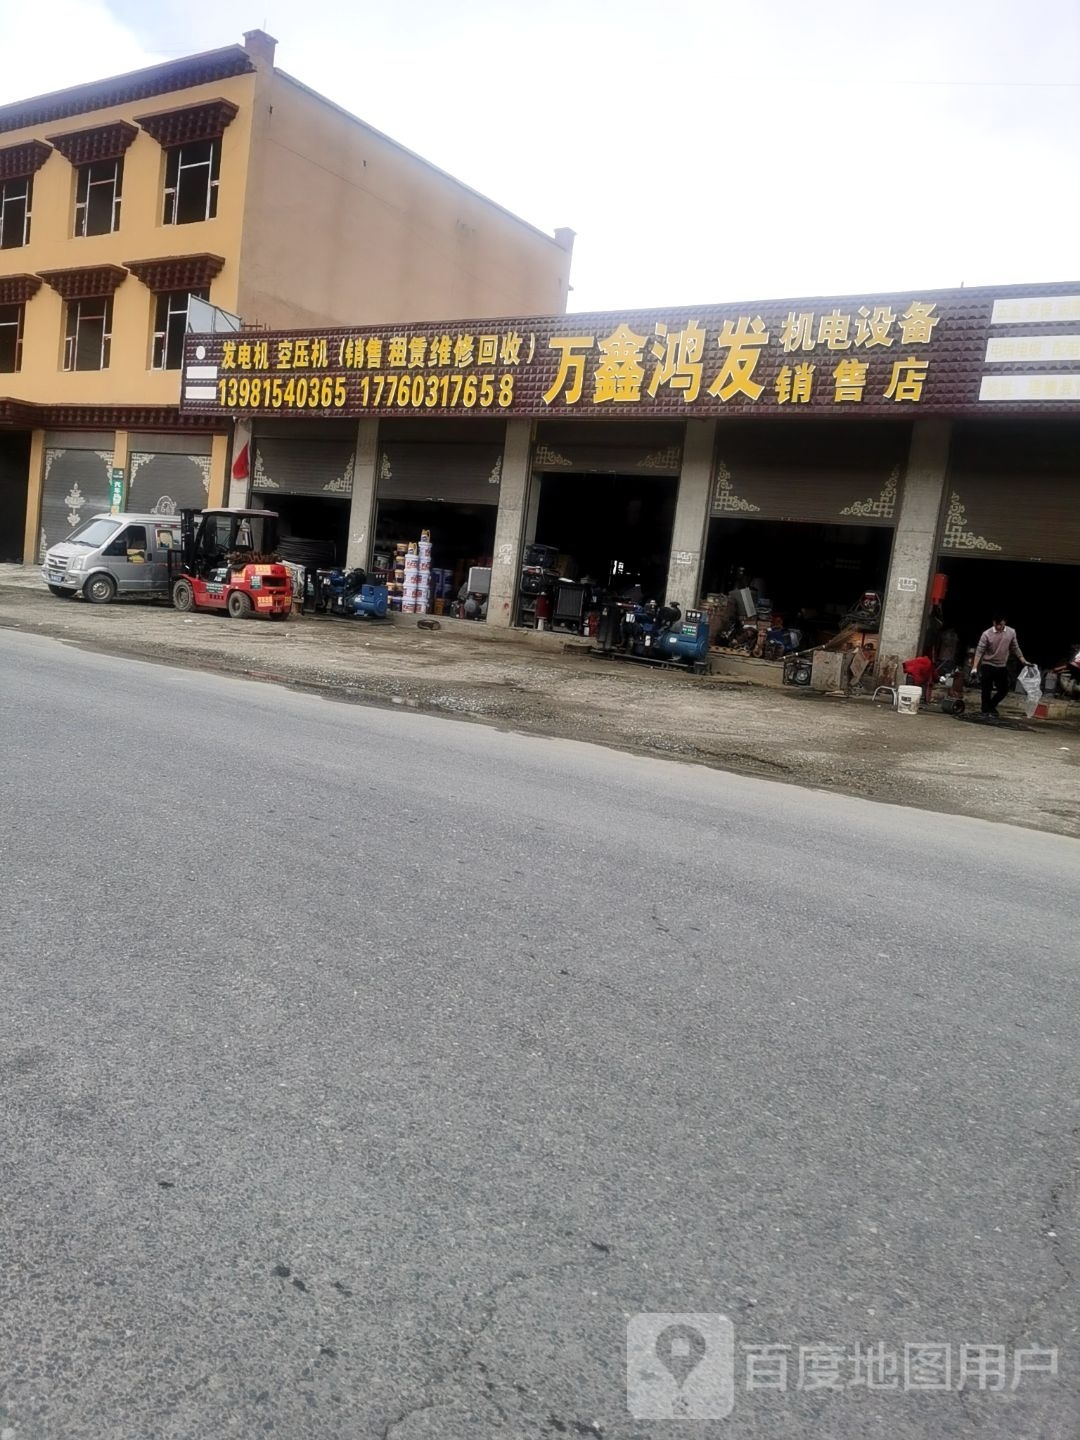 发电机 空压机（销售 租赁维修回收）
13981540365 17760317658
万鑫鸿发
机电设备
销售店
百度地图用户